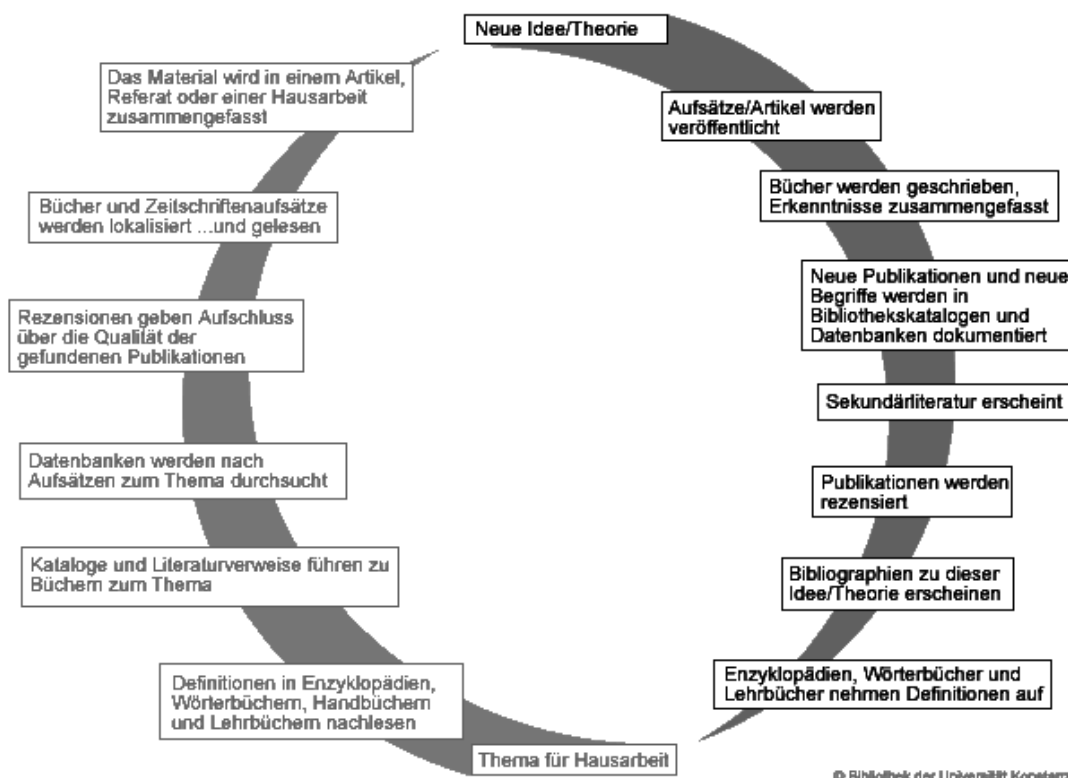 Neue Idee/Theorie
Aufsätze/Artikel werden
veröffentlicht
Bücher werden geschrieben,
Erkenntnisse zusammengefasst
Neue Publikationen und neue
Begriffe werden in
Bibliothekskatalogen und
Datenbanken dokumentiert
Sekundärliteratur erscheint
Publikationen werden
rezensiert
Bibliographien zu dieser
Idee/Theorie erscheinen
Enzyklopädien, Wörterbücher und
Lehrbücher nehmen Definitionen auf
Thema für Hausarbeit
Definitionen in Enzyklopädien,
Wörterbüchern, Handbüchern
und Lehrbüchern nachlesen
Kataloge und Literaturverweise führen zu
Büchern zum Thema
Datenbanken werden nach
Aufsätzen zum Thema durchsucht
Rezensionen geben Aufschluss
über die Qualität der
gefundenen Publikationen
Bücher und Zeitschriftenaufsätze
werden lokalisiert ...und gelesen
Das Material wird in einem Artikel,
Referat oder einer Hausarbeit
zusammengefasst
© Bibliothek der Universität